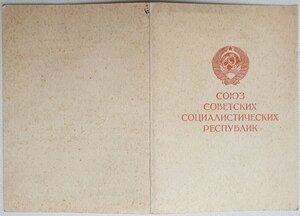 СОЮЗ
СОВЕТСКИХ
СОЦИАЛИСТИЧЕСКИХ
РЕСПУБЛИК